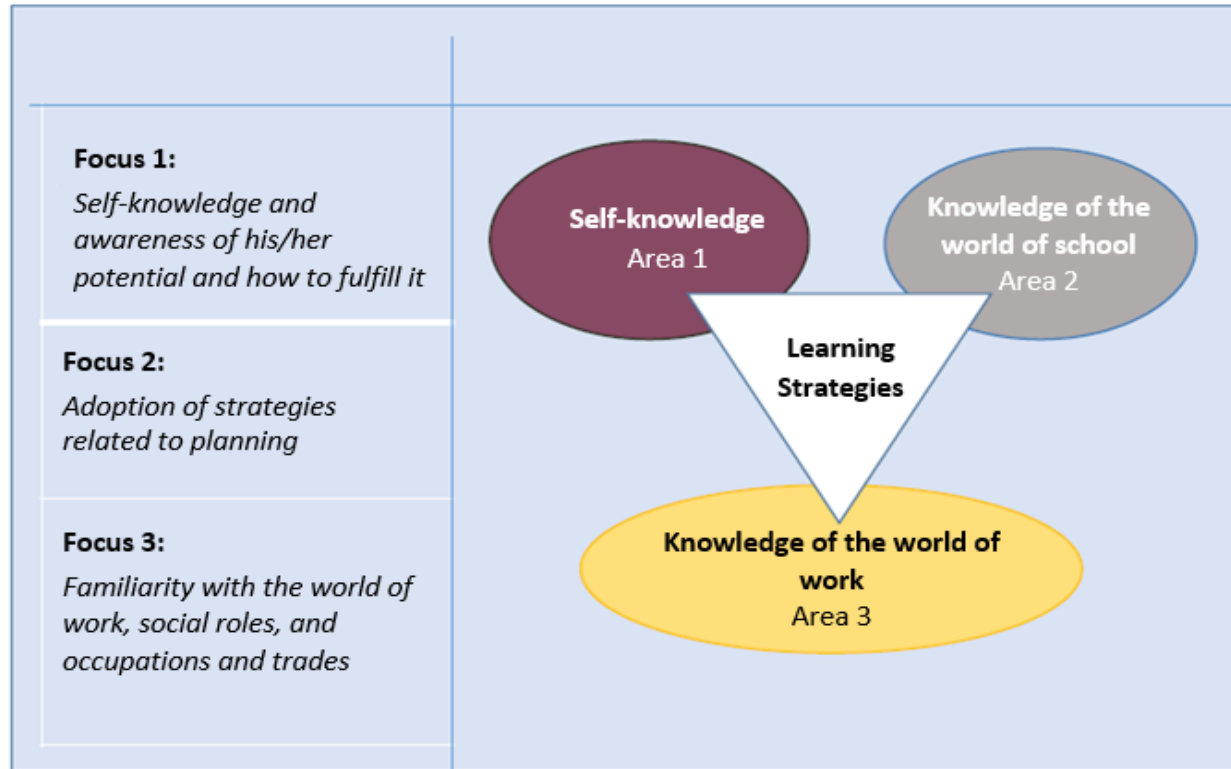 Focus 1:
Self-knowledge and
awareness of his/her
potential and how to fulfill it
Focus 2:
Adoption of strategies
related to planning
Focus 3:
Familiarity with the world of
work, social roles, and
occupations and trades
Self-knowledge
Area 1
Knowledge of the
world of school
Area 2
Learning
Strategies
Knowledge of the world of
work
Area 3